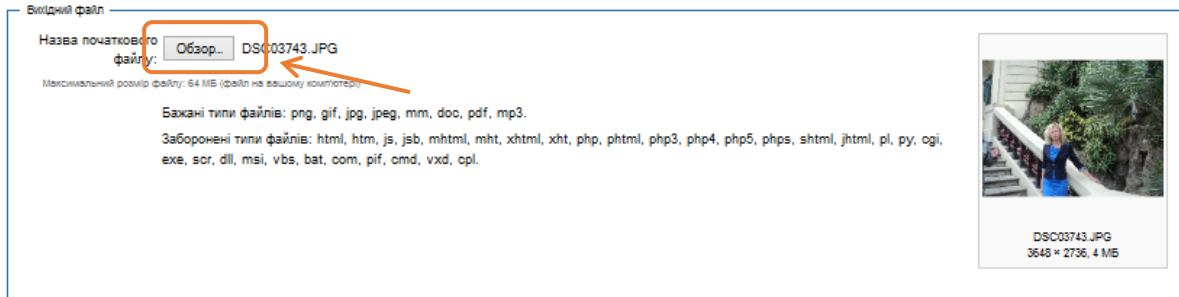 Вихідний файл
Назва початкового
файлу:
Обзор...
DSC03743.JPG
Максимальний розмір файлу: 64 МБ (файл на вашому комп'ютері)
Бажані типи файлів: png, gif, jpg, jpeg, mm, doc, pdf, mp3.
Заборонені типи файлів: html, htm, js, jsb, mhtml, mht, xhtml, xht, php, phtml, php3, php4, php5, phps, shtml, jhtml, pl, py, cgi,
exe, scr, dll, msi, vbs, bat, com, pif, cmd, vxd, cpl.
DSC03743.JPG
3648 × 2736, 4 МБ